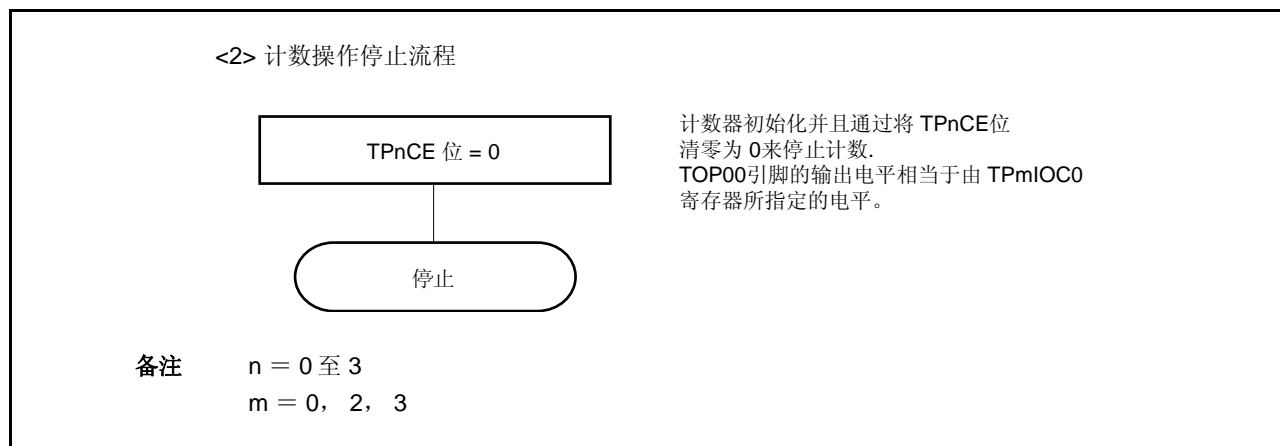 <2> 计数操作停止流程
TPnCE 位 = 0
计数器初始化并且通过将 TPnCE位
清零为 0来停止计数.
TOP00引脚的输出电平相当于由 TPmIOC0
寄存器所指定的电平。
停止
备注 n ＝ 0 至 3
m ＝ 0， 2， 3